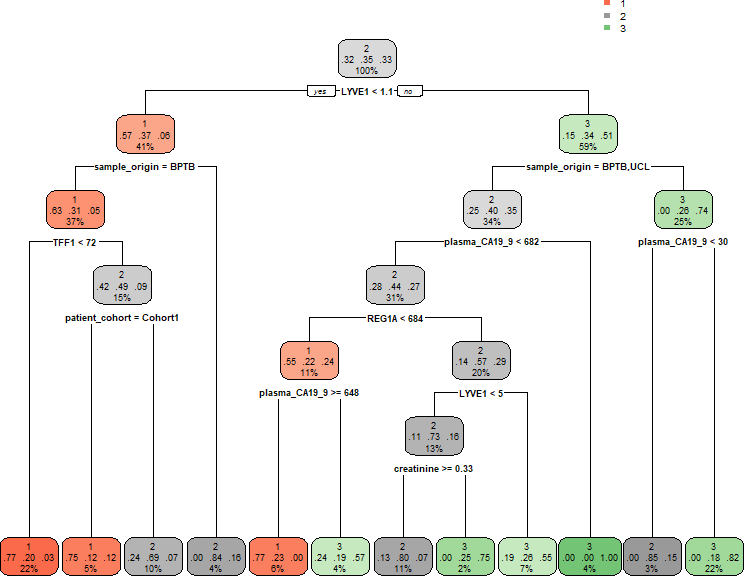 1
2
3
2
.32 .35 .33
100%
yes LYVE1 < 1.1 no
1
.57 .37 .06
41%
3
.15 .34 .51
59%
sample_origin = BPTB
sample_origin = BPTB,UCL
1
.63 .31 .05
37%
2
.25 .40 .35
34%
3
.00 .26 .74
25%
TFF1 < 72
plasma_CA19_9 < 682
plasma_CA19_9 < 30
2
.42 .49 .09
15%
2
.28 .44 .27
31%
patient_cohort = Cohort1
REG1A < 684
1
.55 .22 .24
11%
2
.14 .57 .29
20%
plasma_CA19_9 >= 648
LYVE1 < 5
2
.11 .73 .16
13%
creatinine >= 0.33
1
.77 .20 .03
22%
1
.75 .12 .12
5%
2
.24 .69 .07
10%
2
.00 .84 .16
4%
1
.77 .23 .00
6%
3
.24 .19 .57
4%
2
.13 .80 .07
11%
3
.00 .25 .75
2%
3
.19 .26 .55
7%
3
.00 .00 1.00
4%
2
.00 .85 .15
3%
3
.00 .18 .82
22%